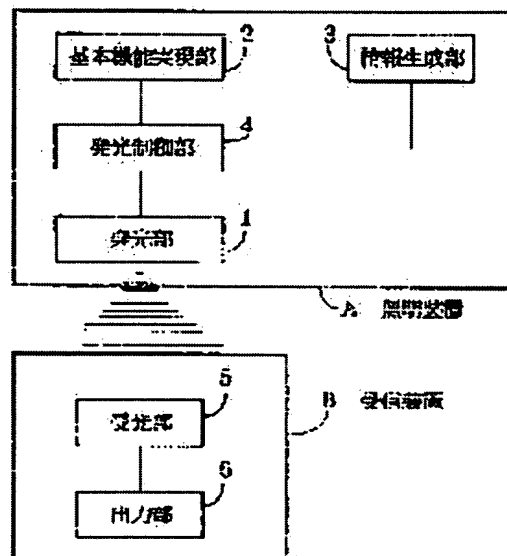 基本機能実現部
2
情報生成部
3
発光制御部
4
発光部
1
A 照明装置
受光部
5
B 受信装置
出力部
6